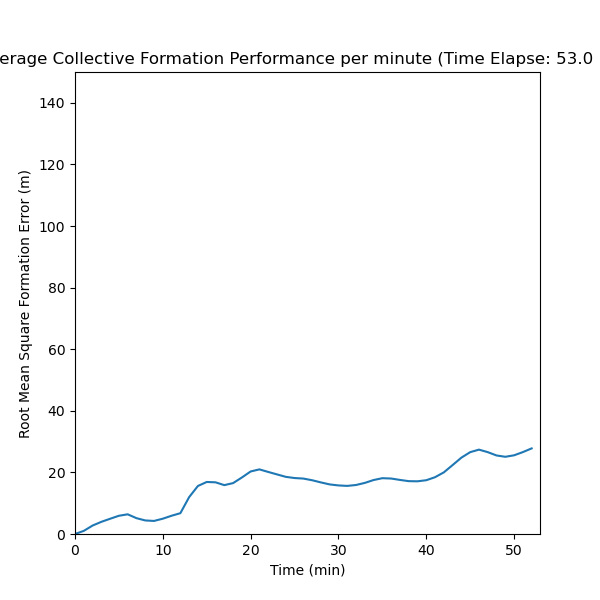 erage Collective Formation Performance per minute (Time Elapse: 53.0
140
120
100
80
60
40
20
0
Root Mean Square Formation Error (m)
0 10 20 30 40 50
Time (min)